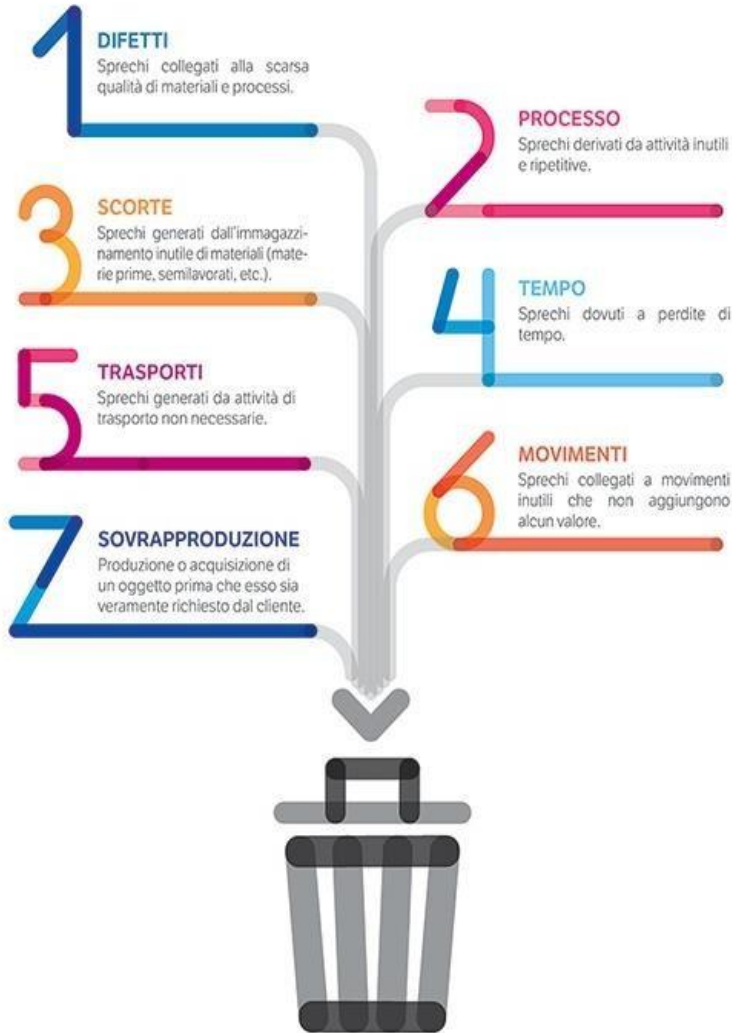 1
DIFETTI
Sprechi collegati alla scarsa
qualità di materiali e processi.
2
PROCESSO
Sprechi derivati da attività inutili
e ripetitive.
3
SCORTE
Sprechi generati dall'immagazzi-
namento inutile di materiali (mate-
rie prime, semilavorati, etc.).
4
TEMPO
Sprechi dovuti a perdite di
tempo.
5
TRASPORTI
Sprechi generati da attività di
trasporto non necessarie.
6
MOVIMENTI
Sprechi collegati a movimenti
inutili che non aggiungono
alcun valore.
7
SOVRAPPRODUZIONE
Produzione o acquisizione di
un oggetto prima che esso sia
veramente richiesto dal cliente.